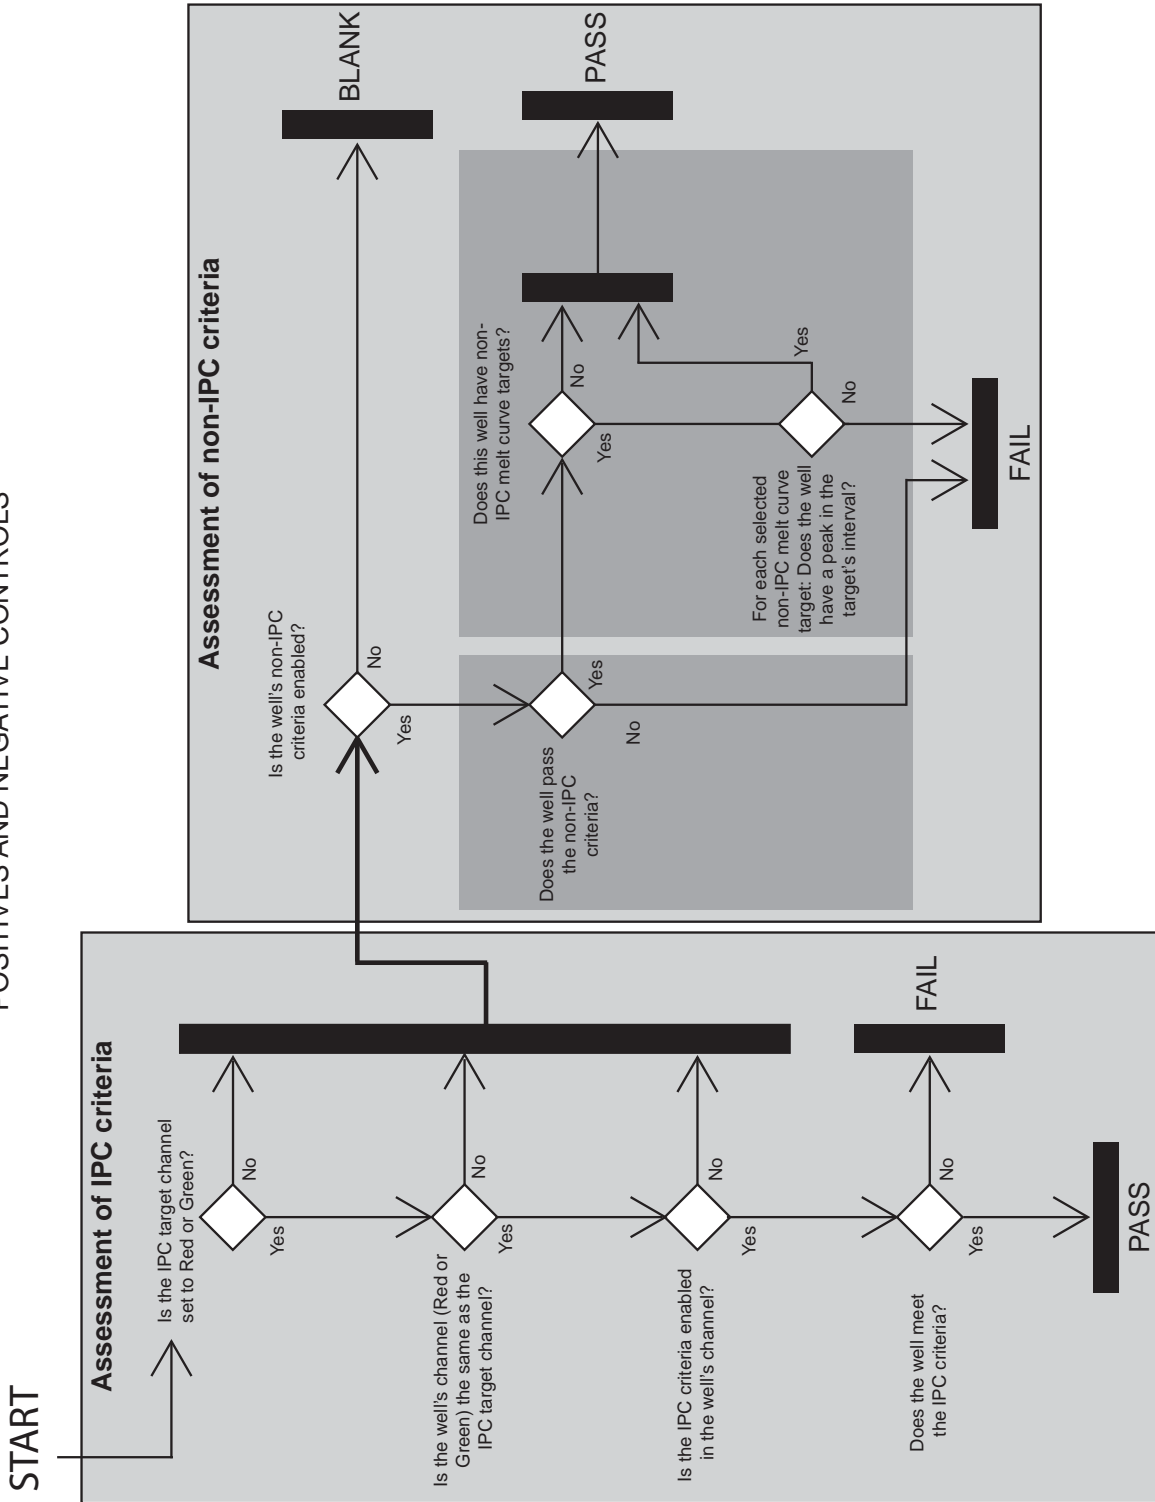 POSITIVES AND NEGATIVE CONTROLS
START
Assessment of IPC criteria
Is the IPC target channel
set to Red or Green?
No
Yes
Is the well's channel (Red or
Green) the same as the
IPC target channel?
No
Yes
Is the IPC criteria enabled
in the well's channel?
No
Yes
Does the well meet
the IPC criteria?
No
Yes
FAIL
PASS
Assessment of non-IPC criteria
Is the well's non-IPC
criteria enabled?
No
Yes
BLANK
Does the well pass
the non-IPC
criteria?
Yes
No
Does this well have non-
IPC melt curve targets?
No
Yes
PASS
For each selected
non-IPC melt curve
target: Does the well
have a peak in the
target's interval?
Yes
No
FAIL